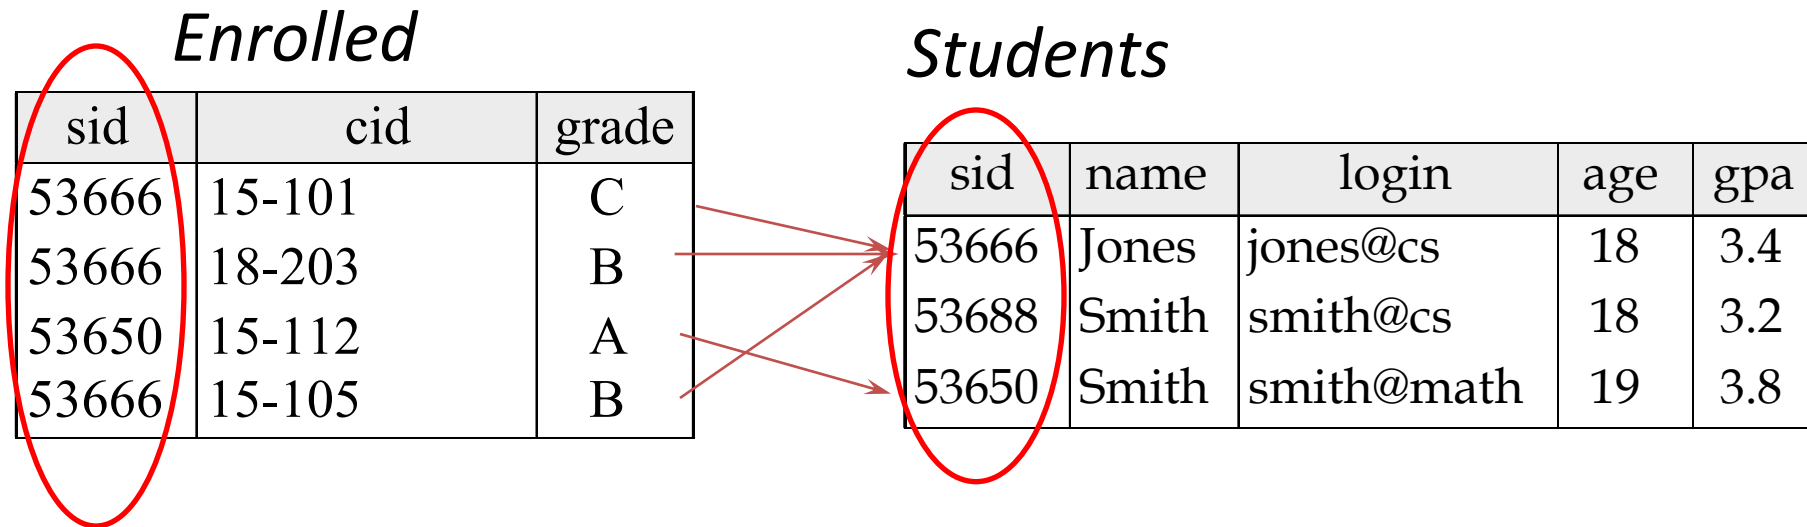 Enrolled
sid cid grade
53666 15-101 C
53666 18-203 B
53650 15-112 A
53666 15-105 B
Students
sid name login age gpa
53666 Jones jones@cs 18 3.4
53688 Smith smith@cs 18 3.2
53650 Smith smith@math 19 3.8